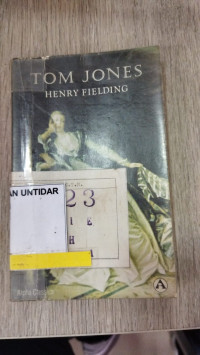 TOM JONES
HENRY FIELDING
AN UNTIDAR
23
I E
H
A
A